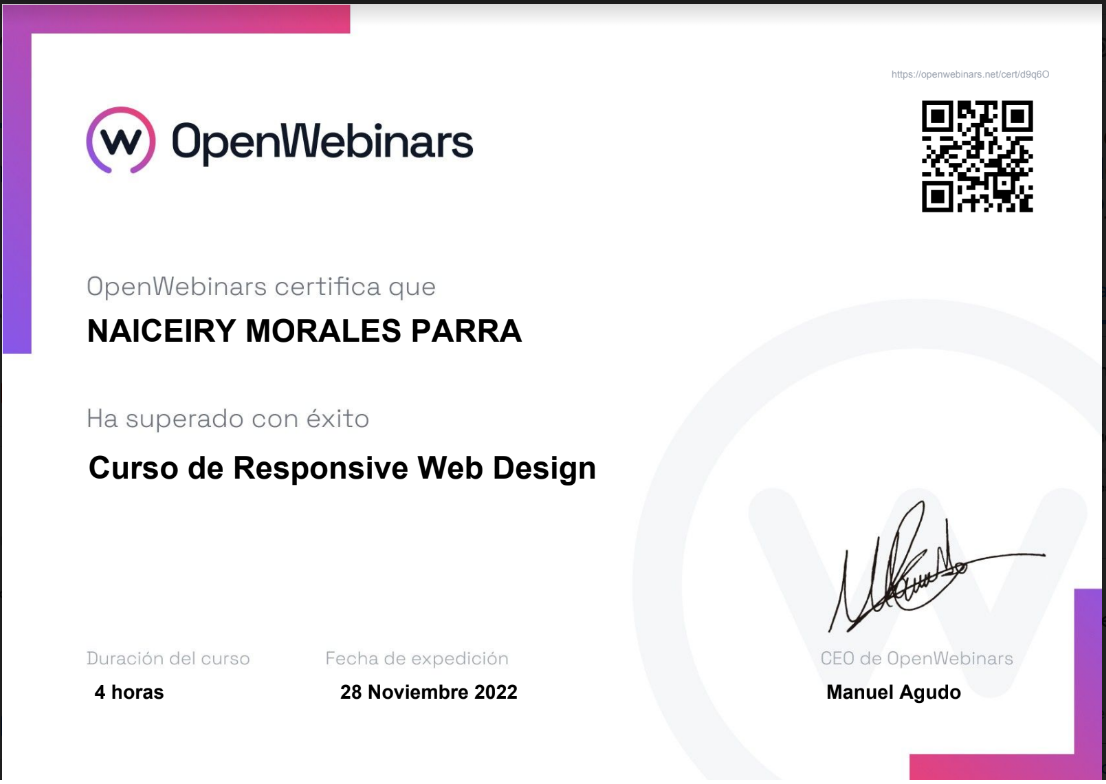 https://openwebinars.net/cert/d9q6O
OpenWebinars
OpenWebinars certifica que
NAICEIRY MORALES PARRA
Ha superado con éxito
Curso de Responsive Web Design
Duración del curso
4 horas
Fecha de expedición
28 Noviembre 2022
CEO de OpenWebinars
Manuel Agudo